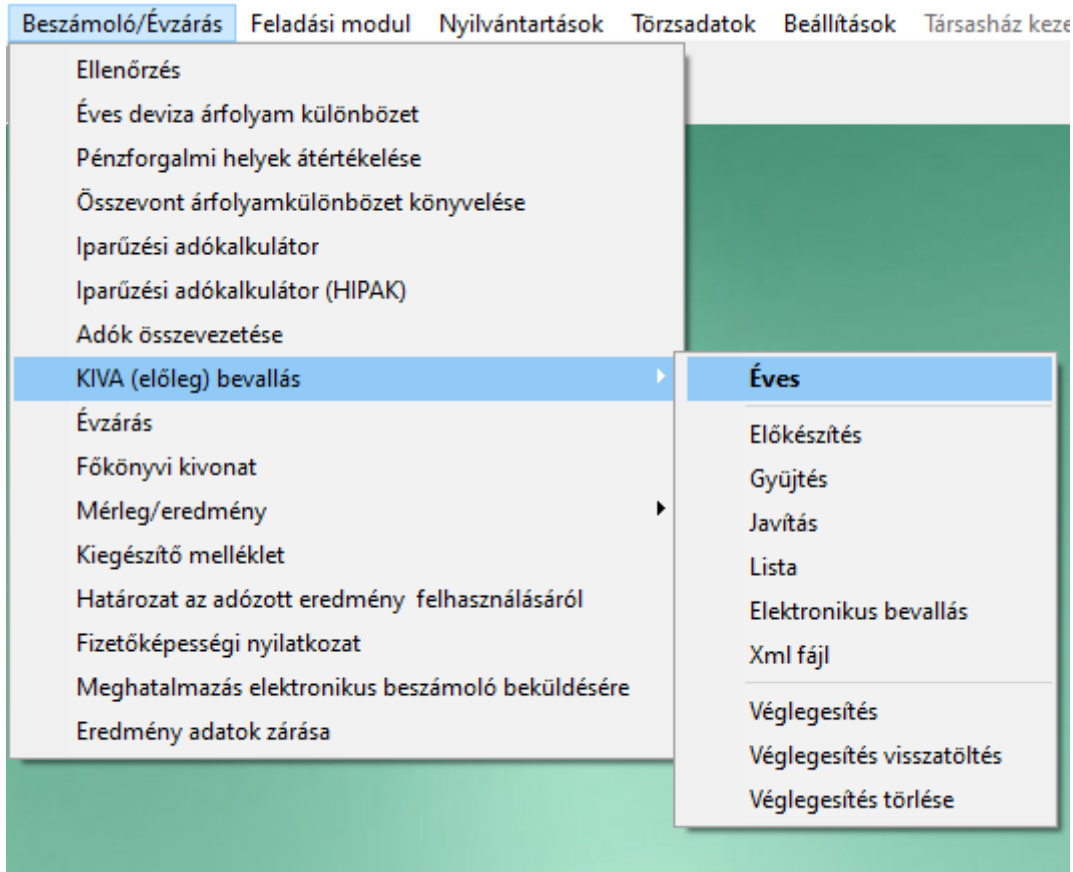 Beszámoló/Évzárás Feladási modul Nyilvántartások Törzsadatok Beállítások Társasház keze
Ellenőrzés
Éves deviza árfolyam különbözet
Pénzforgalmi helyek átértékelése
Összevont árfolyamkülönbözet könyvelése
Iparűzési adókalkulátor
Iparűzési adókalkulátor (HIPAK)
Adók összevezetése
KIVA (előleg) bevallás
Évzárás
Főkönyvi kivonat
Mérleg/eredmény
Kiegészítő melléklet
Határozat az adózott eredmény felhasználásáról
Fizetőképességi nyilatkozat
Meghatalmazás elektronikus beszámoló beküldésére
Eredmény adatok zárása
Éves
Előkészítés
Gyüjtés
Javítás
Lista
Elektronikus bevallás
Xml fájl
Véglegesítés
Véglegesítés visszatöltés
Véglegesítés törlése